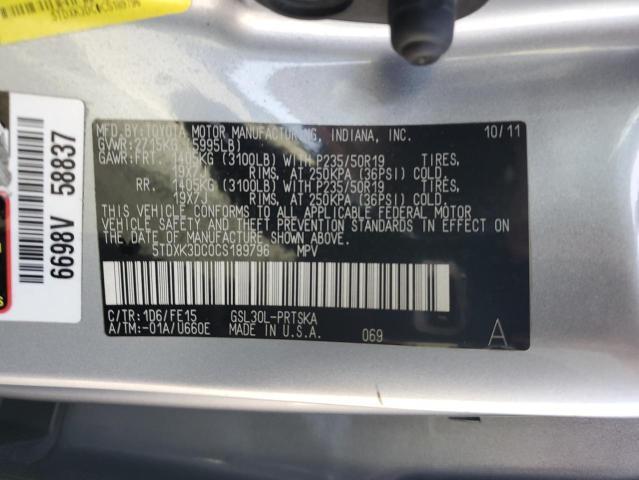 5TDXK3DC0CS189796
6698V 58837
MFD. BY: TOYOTA MOTOR MANUFACTURING, INDIANA, INC. 10/11
GVWR: 2715KG (5995LB)
GAWR: FRT. 1405KG (3100LB) WITH P235/50R19 TIRES,
19X7J RIMS, AT 250KPA (36PSI) COLD.
RR. 1405KG (3100LB) WITH P235/50R19 TIRES,
19X7J RIMS, AT 250KPA (36PSI) COLD.
THIS VEHICLE CONFORMS TO ALL APPLICABLE FEDERAL MOTOR
VEHICLE SAFETY AND THEFT PREVENTION STANDARDS IN EFFECT
ON THE DATE OF MANUFACTURE SHOWN ABOVE.
5TDXK3DC0CS189796 MPV
C/TR: 1D6/FE15 GSL30L-PRTSKA
A/TM: -01A/U660E MADE IN U.S.A. 069 A